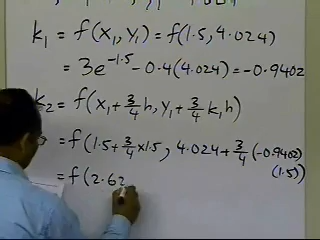 k₁ = f(x₁, y₁) = f(1.5, 4.024)
= 3e^-1.5 - 0.4(4.024) = -0.9402
k₂ = f(x₁ + 3/4 h, y₁ + 3/4 k₁h)
= f(1.5 + 3/4 × 1.5, 4.024 + 3/4 (-0.9402)
(1.5))
= f(2.62